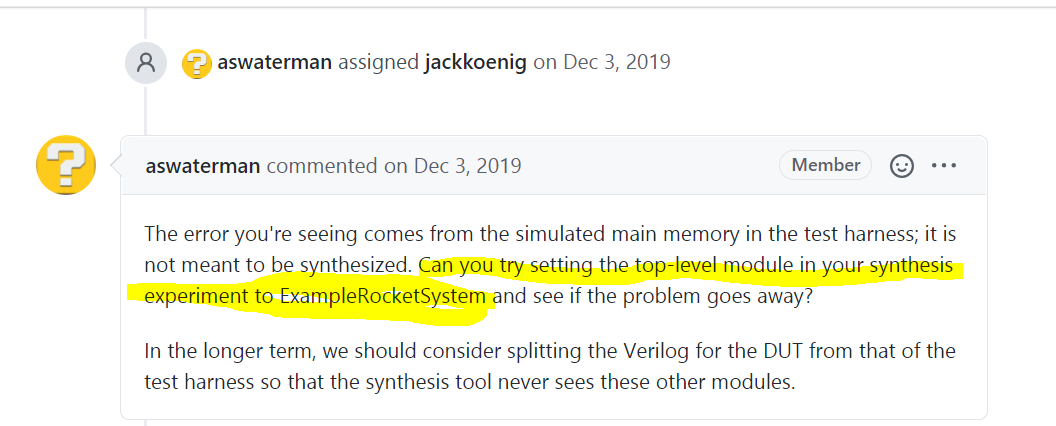 aswaterman assigned jackkoenig on Dec 3, 2019
aswaterman commented on Dec 3, 2019 Member
The error you're seeing comes from the simulated main memory in the test harness; it is
not meant to be synthesized. Can you try setting the top-level module in your synthesis
experiment to ExampleRocketSystem and see if the problem goes away?
In the longer term, we should consider splitting the Verilog for the DUT from that of the
test harness so that the synthesis tool never sees these other modules.